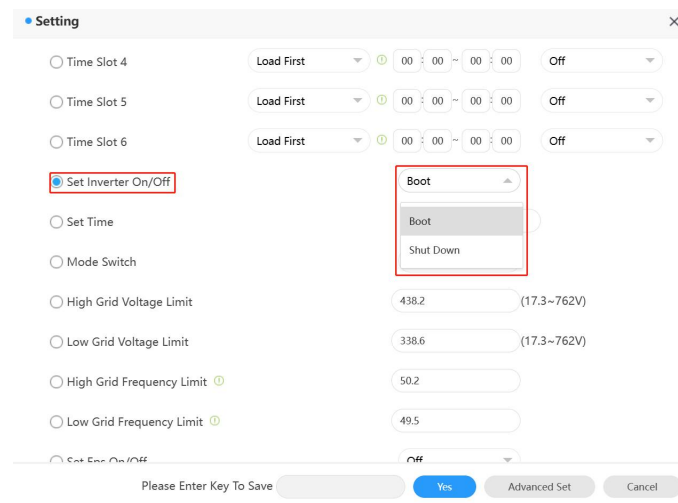 Setting
Time Slot 4 Load First 00 : 00 ~ 00 : 00 Off
Time Slot 5 Load First 00 : 00 ~ 00 : 00 Off
Time Slot 6 Load First 00 : 00 ~ 00 : 00 Off
Set Inverter On/Off Boot
Set Time Boot
Shut Down
Mode Switch
High Grid Voltage Limit 438.2 (17.3~762V)
Low Grid Voltage Limit 338.6 (17.3~762V)
High Grid Frequency Limit 50.2
Low Grid Frequency Limit 49.5
Set Eps On/Off Off
Please Enter Key To Save Yes Advanced Set Cancel